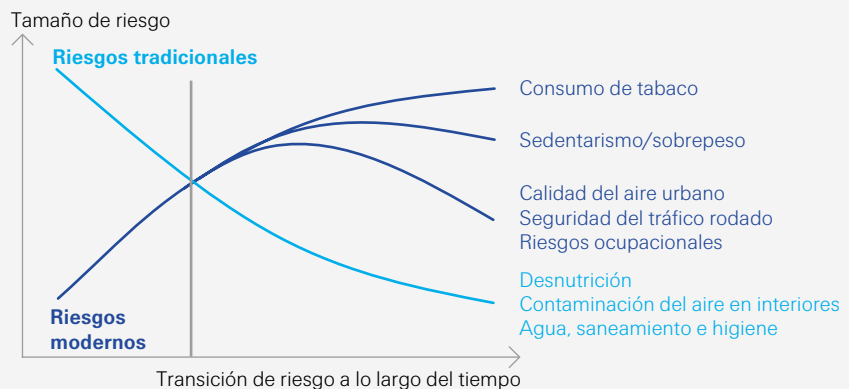 Tamaño de riesgo
Riesgos tradicionales
Consumo de tabaco
Sedentarismo/sobrepeso
Calidad del aire urbano
Seguridad del tráfico rodado
Riesgos ocupacionales
Desnutrición
Contaminación del aire en interiores
Agua, saneamiento e higiene
Riesgos
modernos
Transición de riesgo a lo largo del tiempo